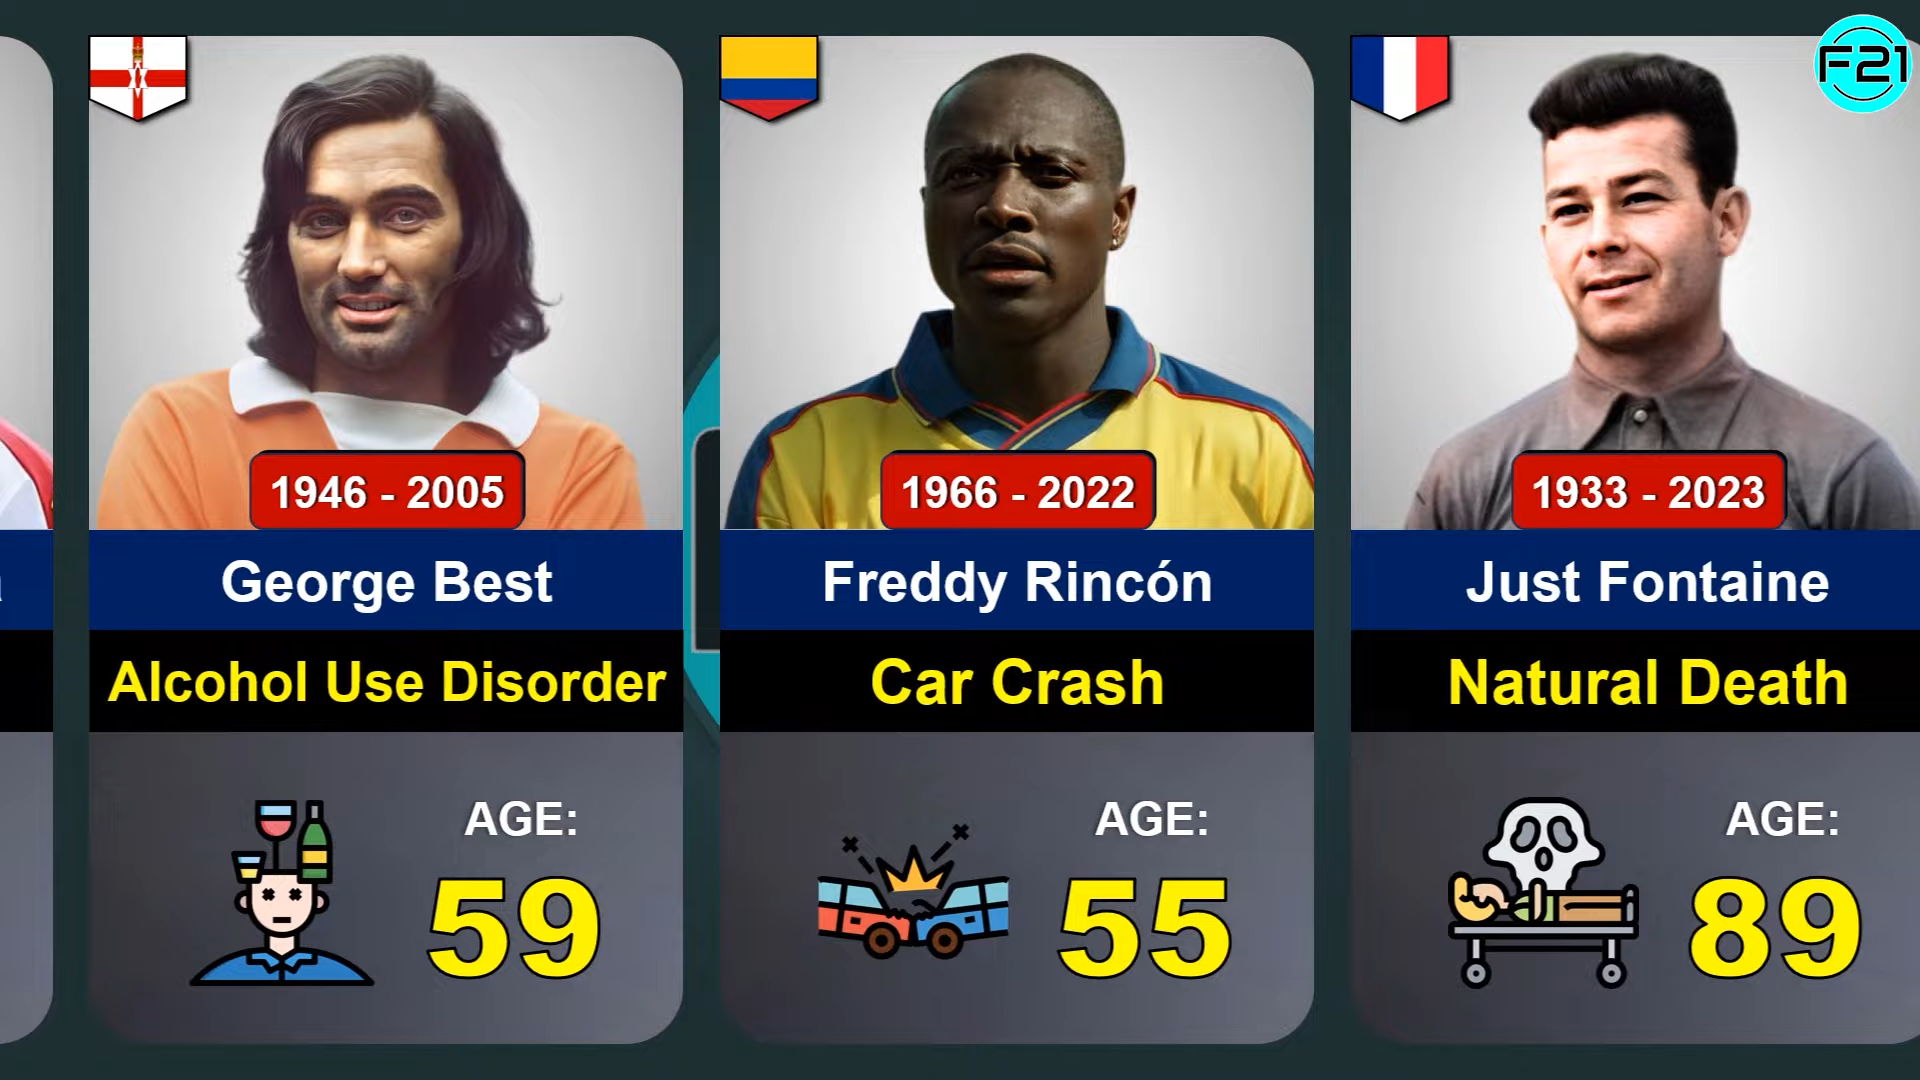 F21
1946 - 2005
George Best
Alcohol Use Disorder
AGE:
59
1966 - 2022
Freddy Rincón
Car Crash
AGE:
55
1933 - 2023
Just Fontaine
Natural Death
AGE:
89